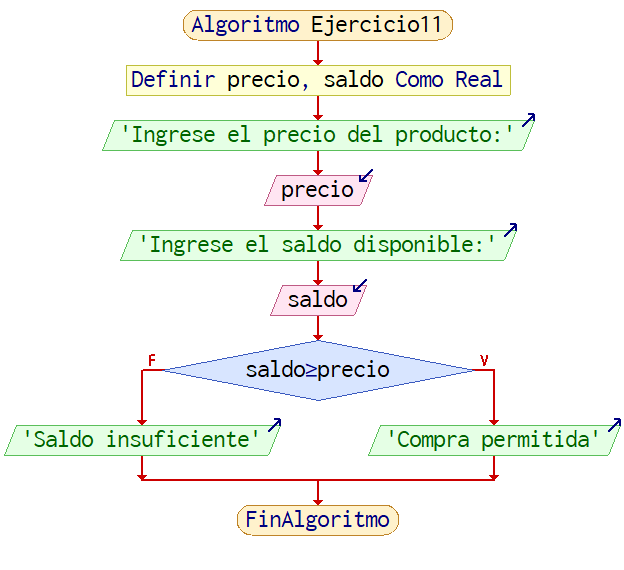 Algoritmo Ejercicio11
Definir precio, saldo Como Real
'Ingrese el precio del producto:'
precio
'Ingrese el saldo disponible:'
saldo
F
V
saldo≥precio
'Saldo insuficiente'
'Compra permitida'
FinAlgoritmo